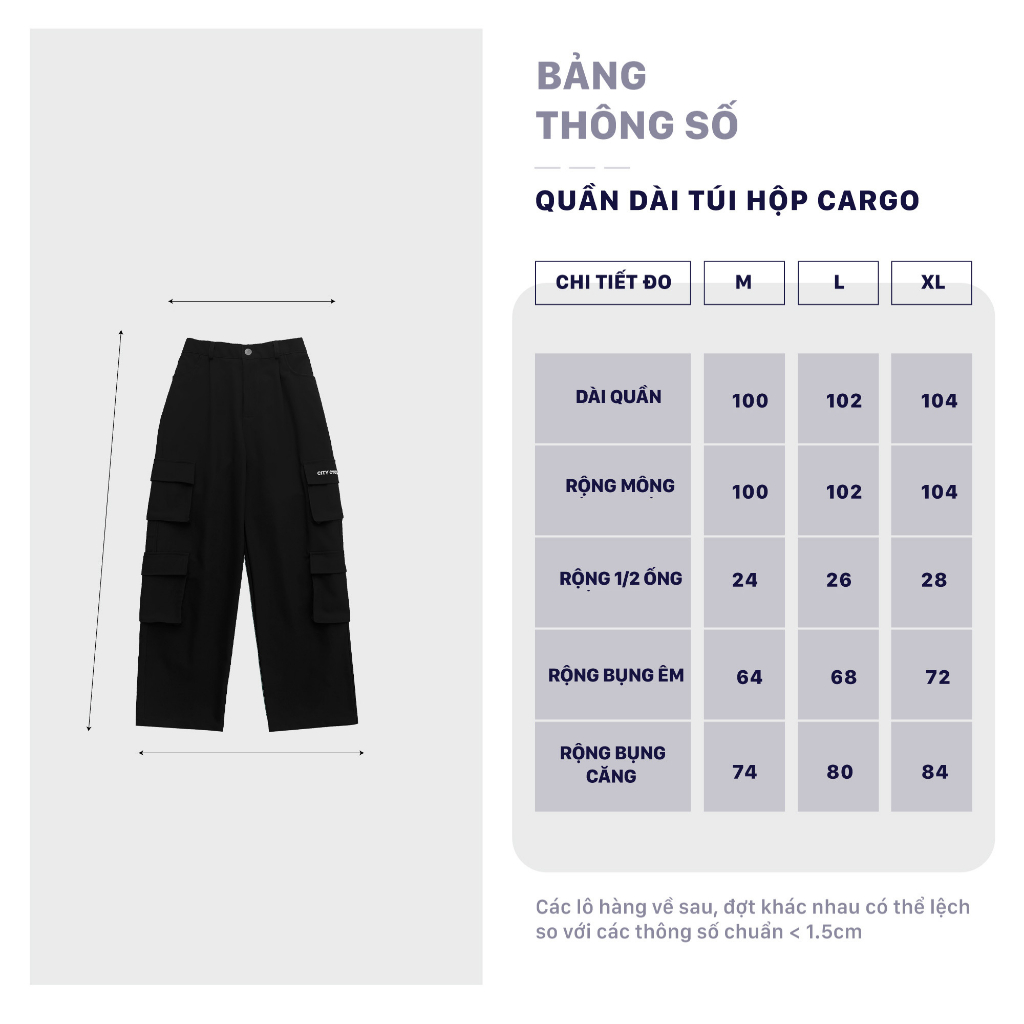 BẢNG
THÔNG SỐ
QUẦN DÀI TÚI HỘP CARGO
CHI TIẾT ĐO M L XL
DÀI QUẦN 100 102 104
RỘNG MÔNG 100 102 104
RỘNG 1/2 ỐNG 24 26 28
RỘNG BỤNG ÊM 64 68 72
RỘNG BỤNG
CĂNG 74 80 84
Các lô hàng về sau, đợt khác nhau có thể lệch
so với các thông số chuẩn < 1.5cm
CITY